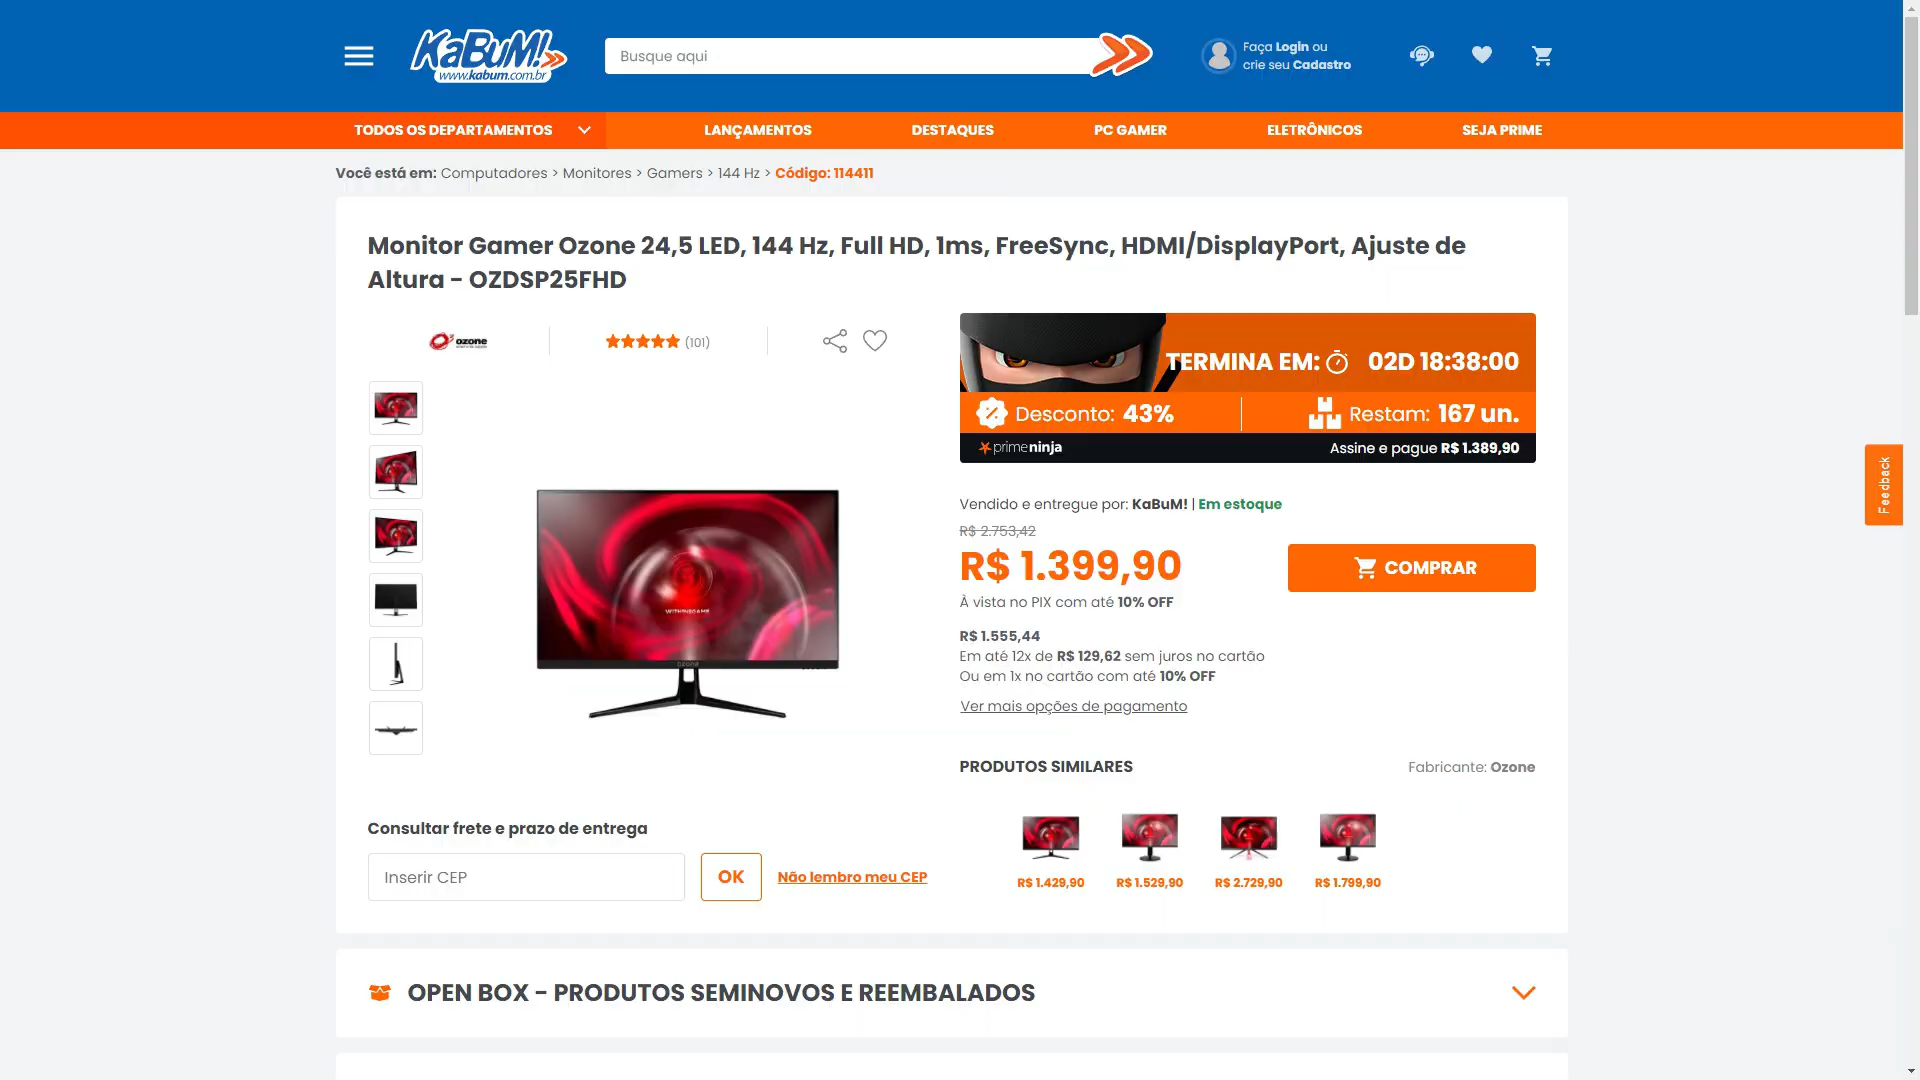 KaBuM!
www.kabum.com.br
Busque aqui
Faça Login ou
crie seu Cadastro
TODOS OS DEPARTAMENTOS
LANÇAMENTOS
DESTAQUES
PC GAMER
ELETRÔNICOS
SEJA PRIME
Você está em: Computadores > Monitores > Gamers > 144 Hz > Código: 114411
Monitor Gamer Ozone 24,5 LED, 144 Hz, Full HD, 1ms, FreeSync, HDMI/DisplayPort, Ajuste de
Altura - OZDSP25FHD
ozone
(101)
TERMINA EM: 02D 18:38:00
Desconto: 43%
Restam: 167 un.
primeninja
Assine e pague R$ 1.389,90
Vendido e entregue por: KaBuM! | Em estoque
R$ 2.753,42
R$ 1.399,90
COMPRAR
À vista no PIX com até 10% OFF
R$ 1.555,44
Em até 12x de R$ 129,62 sem juros no cartão
Ou em 1x no cartão com até 10% OFF
Ver mais opções de pagamento
WITHINGAME
OZONE
PRODUTOS SIMILARES
Fabricante: Ozone
R$ 1.429,90
R$ 1.529,90
R$ 2.729,90
R$ 1.799,90
Consultar frete e prazo de entrega
Inserir CEP
OK
Não lembro meu CEP
OPEN BOX - PRODUTOS SEMINOVOS E REEMBALADOS
Feedback